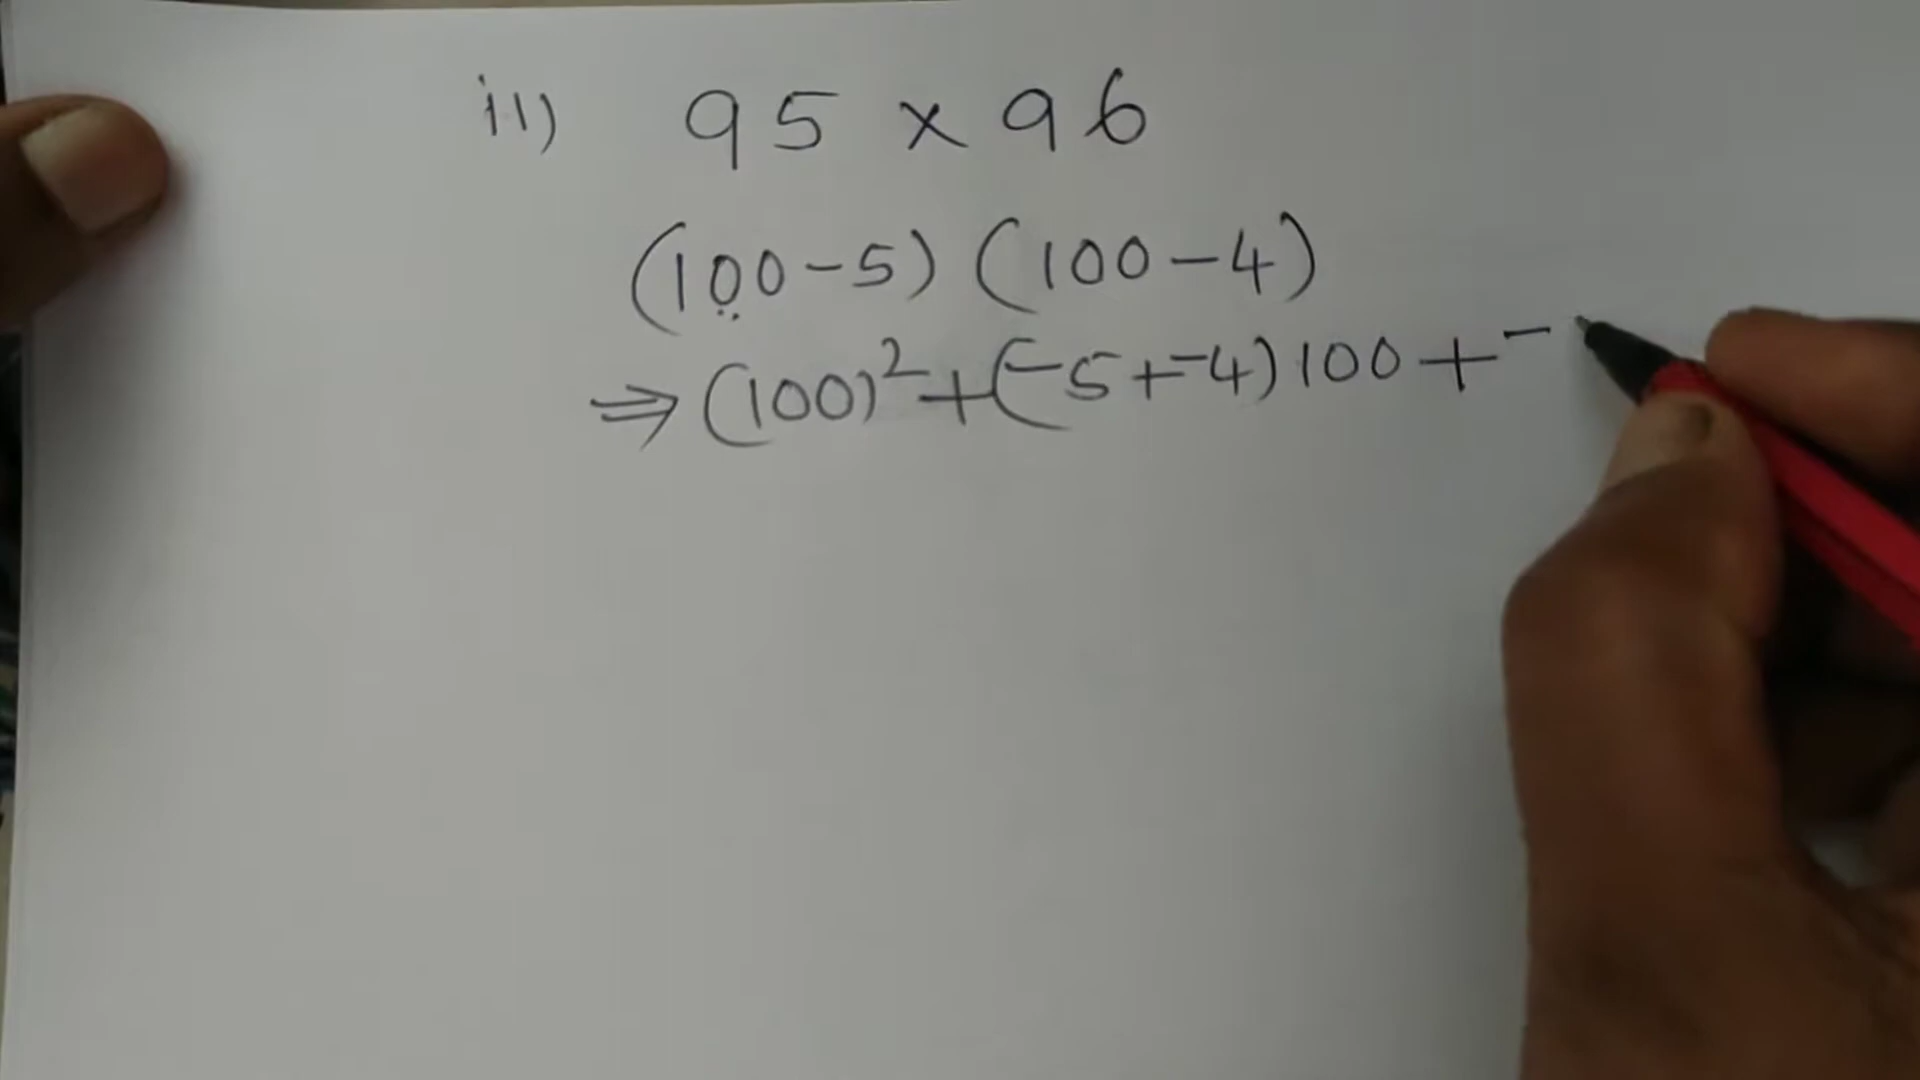 ii) 95 × 96
(100-5) (100-4)
⇒ (100)² + (-5+-4)100 + -